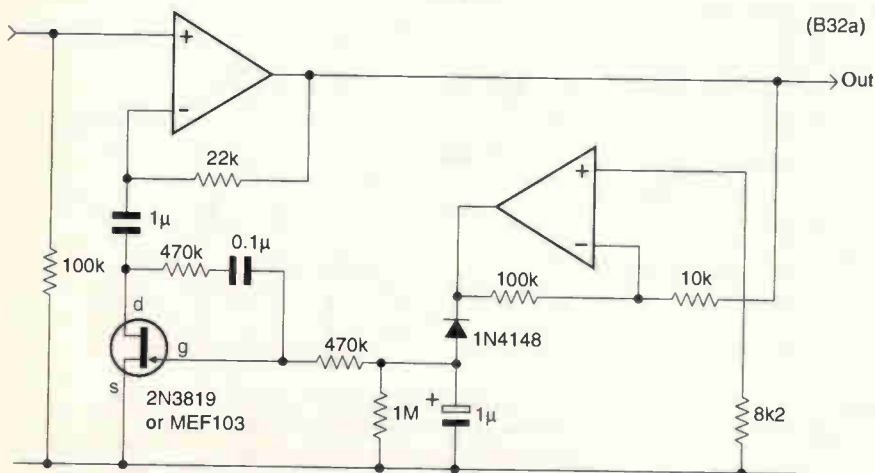 (B32a)
+
−
Out
22k
+
−
1μ
470k
0.1μ
100k
100k
10k
d
g
470k
1N4148
s
2N3819
or MEF103
1M
+
1μ
8k2